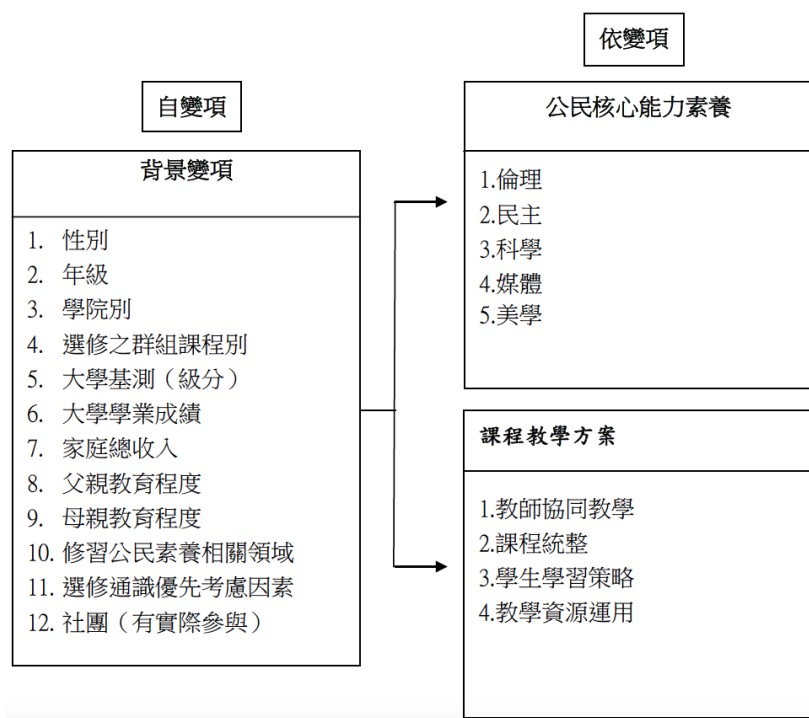 依變項
自變項
公民核心能力素養
背景變項
1.倫理
2.民主
3.科學
4.媒體
5.美學
1. 性別
2. 年級
3. 學院別
4. 選修之群組課程別
5. 大學基測（級分）
6. 大學學業成績
7. 家庭總收入
8. 父親教育程度
9. 母親教育程度
10. 修習公民素養相關領域
11. 選修通識優先考慮因素
12. 社團（有實際參與）
課程教學方案
1.教師協同教學
2.課程統整
3.學生學習策略
4.教學資源運用